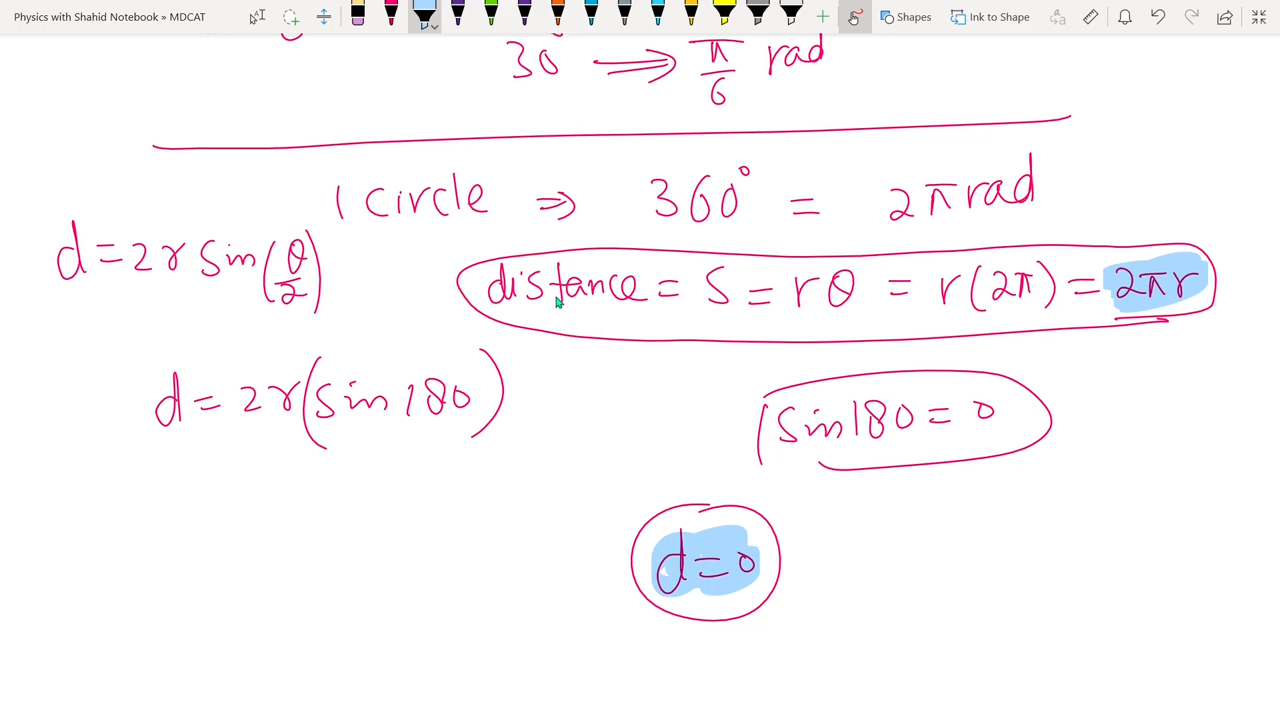 Physics with Shahid Notebook » MDCAT
Shapes
Ink to Shape
30° ⟹ π/6 rad
1 circle ⇒ 360° = 2π rad
d = 2r sin(θ/2)
distance = S = rθ = r(2π) = 2πr
d = 2r(sin 180)
sin 180 = 0
d = 0